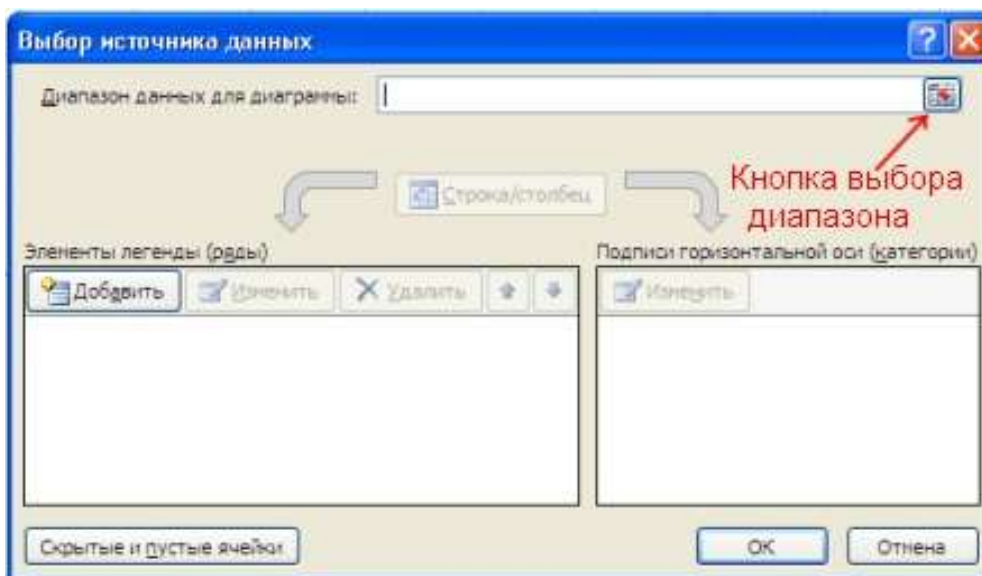 Выбор источника данных
Диапазон данных для диаграммы:
Кнопка выбора
диапазона
Строка/столбец
Элементы легенды (ряды)
Подписи горизонтальной оси (категории)
Добавить Изменить Удалить
Изменить
Скрытые и пустые ячейки
ОК Отмена